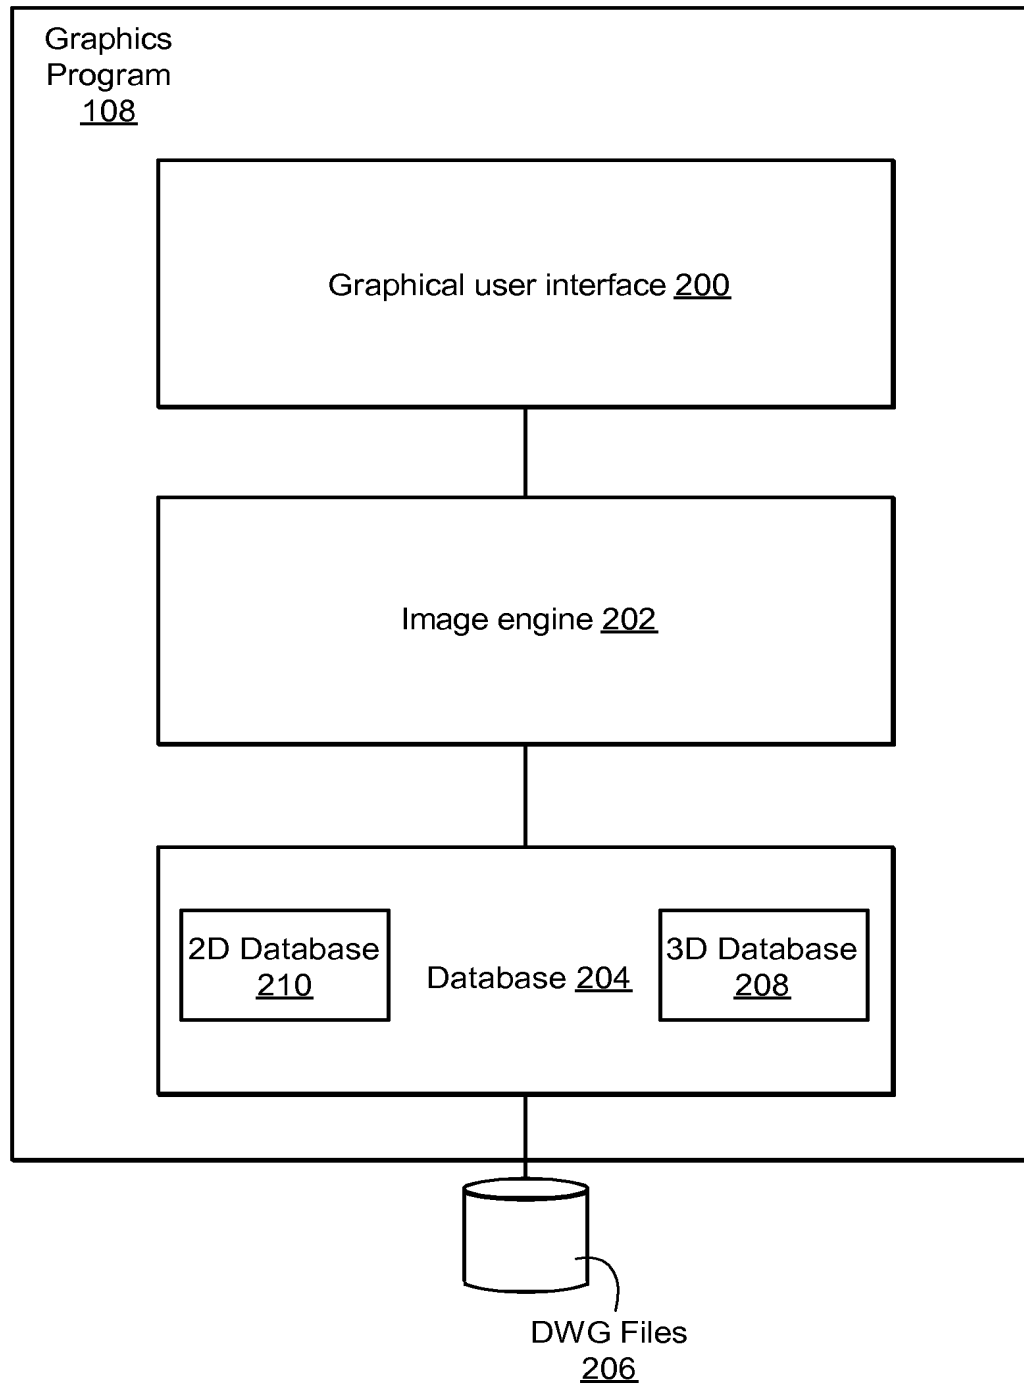 Graphics
Program
108
Graphical user interface 200
Image engine 202
2D Database
210
Database 204
3D Database
208
DWG Files
206